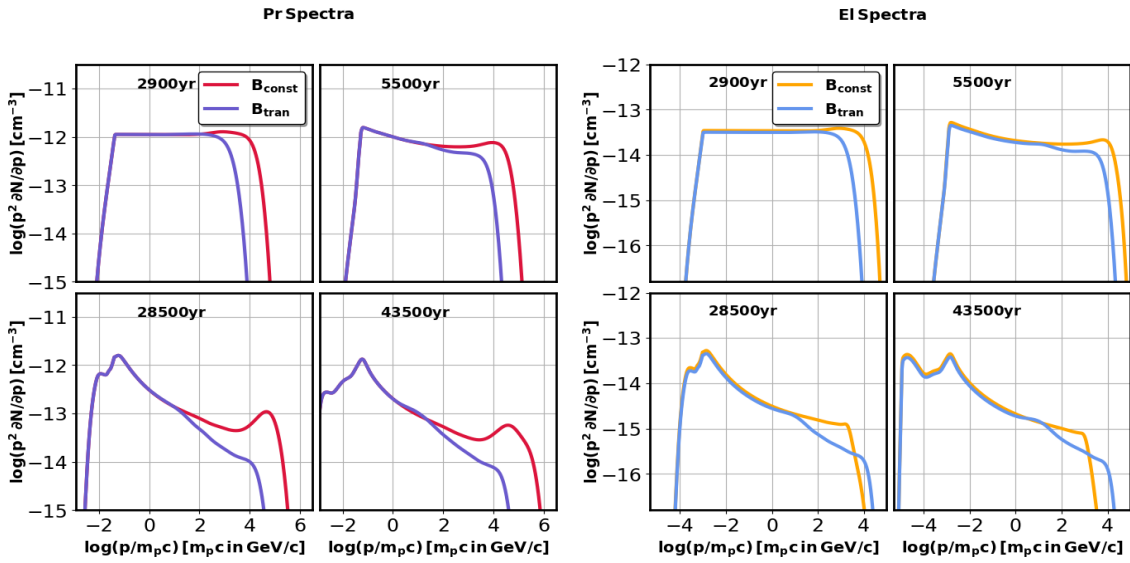 Pr Spectra
El Spectra
log(p² ∂N/∂p) [cm⁻³]
−11
−12
−13
−14
−15
2900yr
B_const
B_tran
5500yr
log(p² ∂N/∂p) [cm⁻³]
−11
−12
−13
−14
−15
28500yr
43500yr
−2 0 2 4 6
−2 0 2 4 6
log(p/m_pc) [m_pc in GeV/c]
log(p/m_pc) [m_pc in GeV/c]
log(p² ∂N/∂p) [cm⁻³]
−12
−13
−14
−15
−16
2900yr
B_const
B_tran
5500yr
log(p² ∂N/∂p) [cm⁻³]
−12
−13
−14
−15
−16
28500yr
43500yr
−4 −2 0 2 4
−4 −2 0 2 4
log(p/m_pc) [m_pc in GeV/c]
log(p/m_pc) [m_pc in GeV/c]